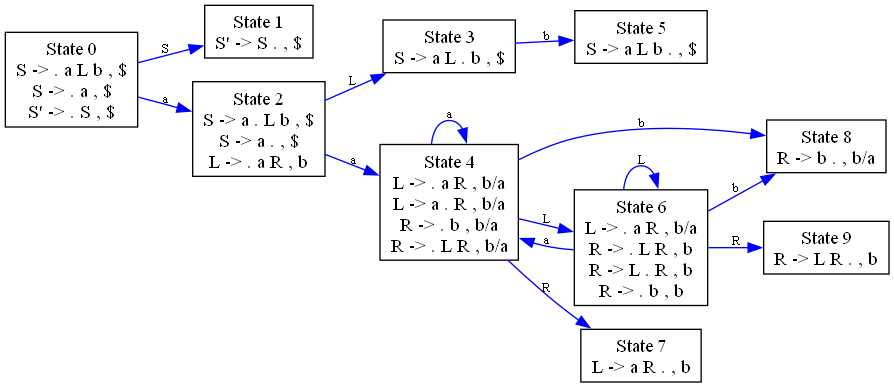 State 0
S -> . a L b , $
S -> . a , $
S' -> . S , $
S
a
State 1
S' -> S . , $
State 2
S -> a . L b , $
S -> a . , $
L -> . a R , b
L
a
State 3
S -> a L . b , $
b
State 5
S -> a L b . , $
a
State 4
L -> . a R , b/a
L -> a . R , b/a
R -> . b , b/a
R -> . L R , b/a
b
L
a
R
L
State 6
L -> . a R , b/a
R -> . L R , b
R -> L . R , b
R -> . b , b
b
R
State 8
R -> b . , b/a
State 9
R -> L R . , b
State 7
L -> a R . , b